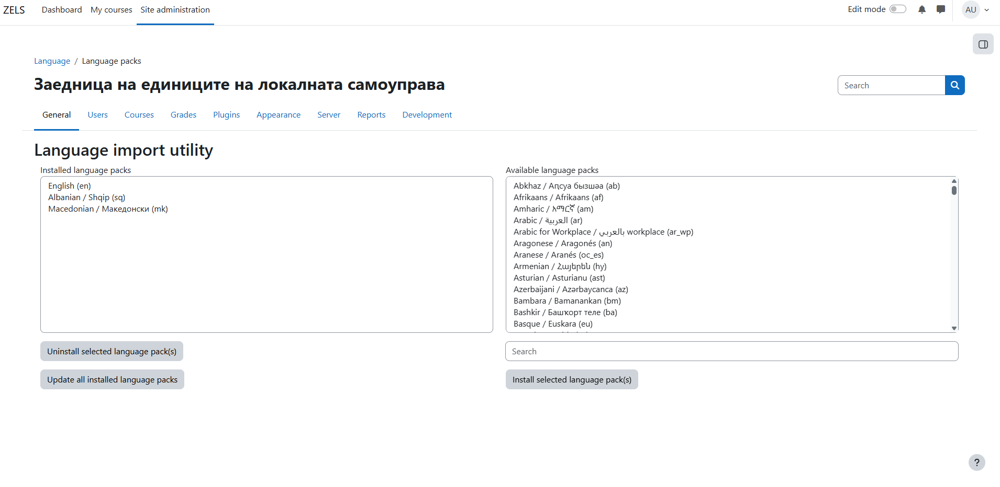 ZELS
Dashboard
My courses
Site administration
Edit mode
AU
Language / Language packs
Заедница на единиците на локалната самоуправа
Search
General
Users
Courses
Grades
Plugins
Appearance
Server
Reports
Development
Language import utility
Installed language packs
English (en)
Albanian / Shqip (sq)
Macedonian / Македонски (mk)
Uninstall selected language pack(s)
Update all installed language packs
Available language packs
Abkhaz / Аԥсуа бызшәа (ab)
Afrikaans / Afrikaans (af)
Amharic / አማርኛ (am)
Arabic / العربية (ar)
Arabic for Workplace / بالعربي workplace (ar_wp)
Aragonese / Aragonés (an)
Aranese / Aranés (oc_es)
Armenian / Հայերեն (hy)
Asturian / Asturianu (ast)
Azerbaijani / Azərbaycanca (az)
Bambara / Bamanankan (bm)
Bashkir / Башҡорт теле (ba)
Basque / Euskara (eu)
Search
Install selected language pack(s)
?